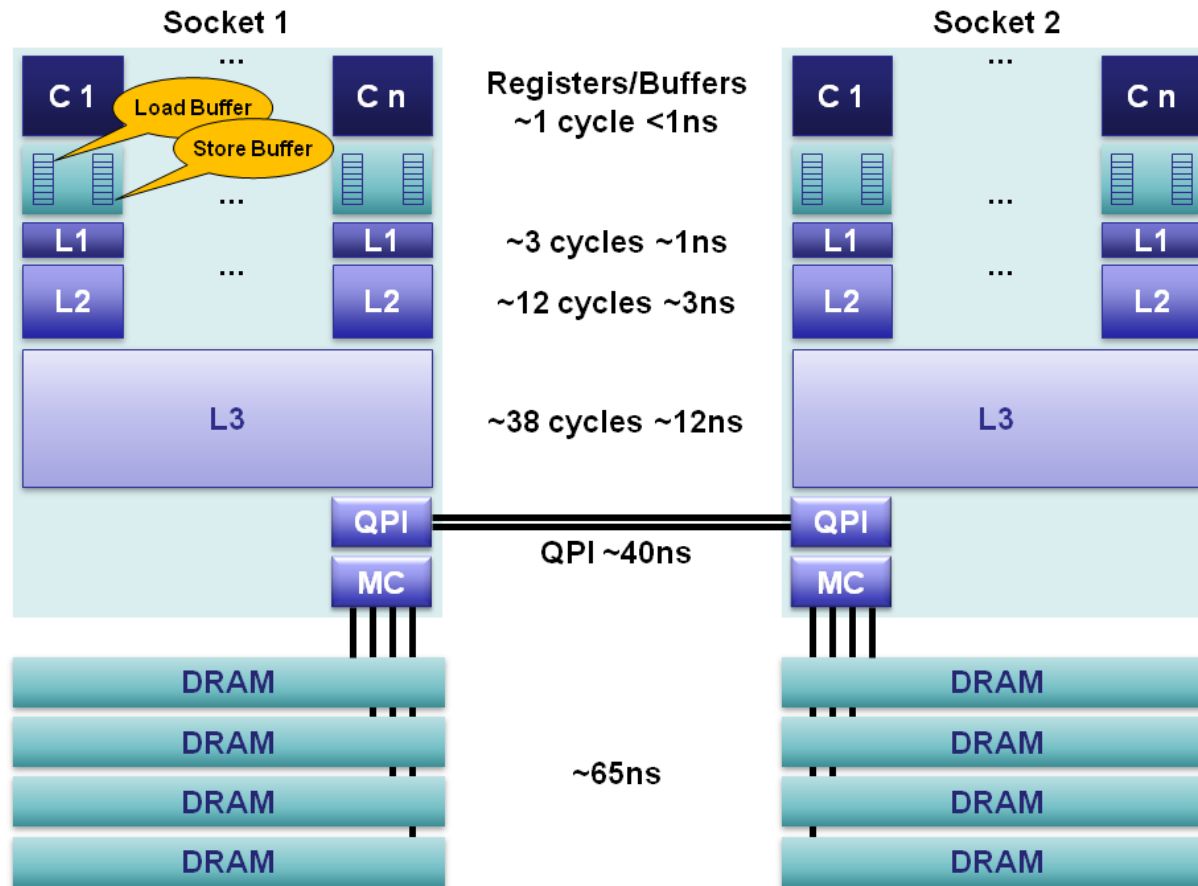 Socket 1
Socket 2
... ...
C 1 C n Registers/Buffers C 1 C n
~1 cycle <1ns
Load Buffer
Store Buffer
... ...
L1 L1 ~3 cycles ~1ns L1 L1
... ...
L2 L2 ~12 cycles ~3ns L2 L2
L3 ~38 cycles ~12ns L3
QPI QPI
QPI ~40ns
MC MC
DRAM DRAM
DRAM DRAM
~65ns
DRAM DRAM
DRAM DRAM